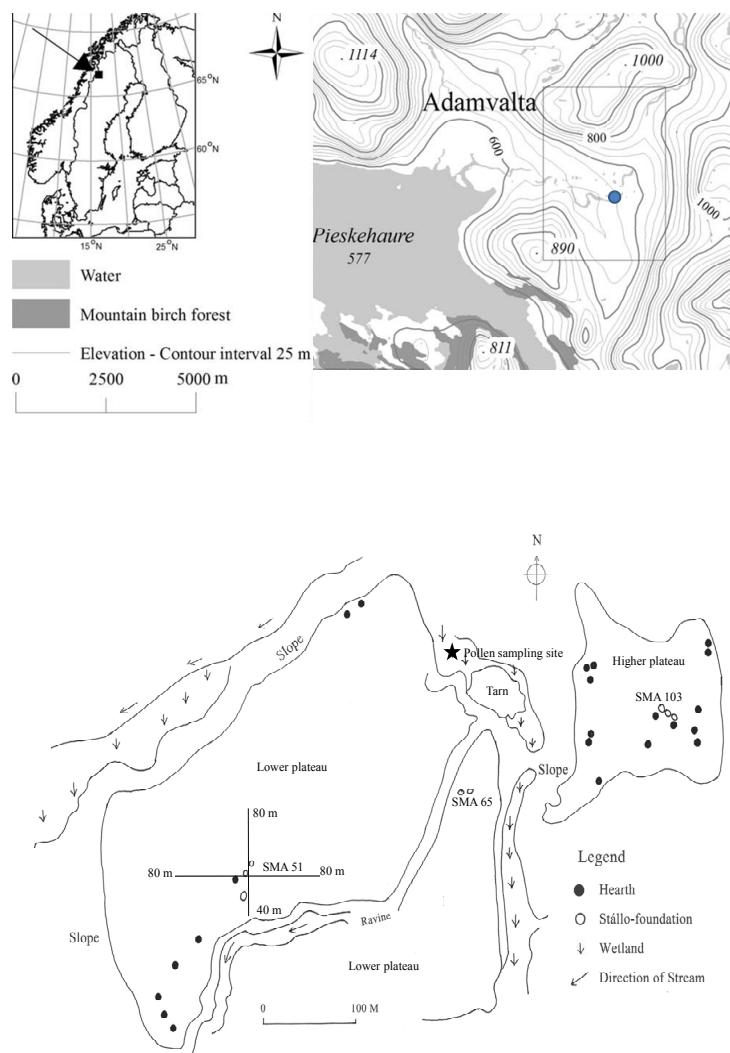 N
65°N
60°N
15°N
25°N
Water
Mountain birch forest
Elevation - Contour interval 25 m
0 2500 5000 m
. 1114
Adamvalta
. 1000
800
600
1000
Pieskehaure
577
890
. 811
N
Slope
Pollen sampling site
Tarn
Higher plateau
SMA 103
Lower plateau
SMA 65
Slope
80 m
80 m
SMA 51
80 m
40 m
Slope
Ravine
Lower plateau
0 100 M
Legend
Hearth
Stállo-foundation
Wetland
Direction of Stream